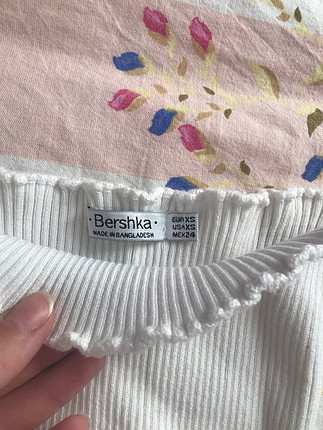 · Bershka ·
MADE IN BANGLADESH
EUR XS
USA XS
MEX 24